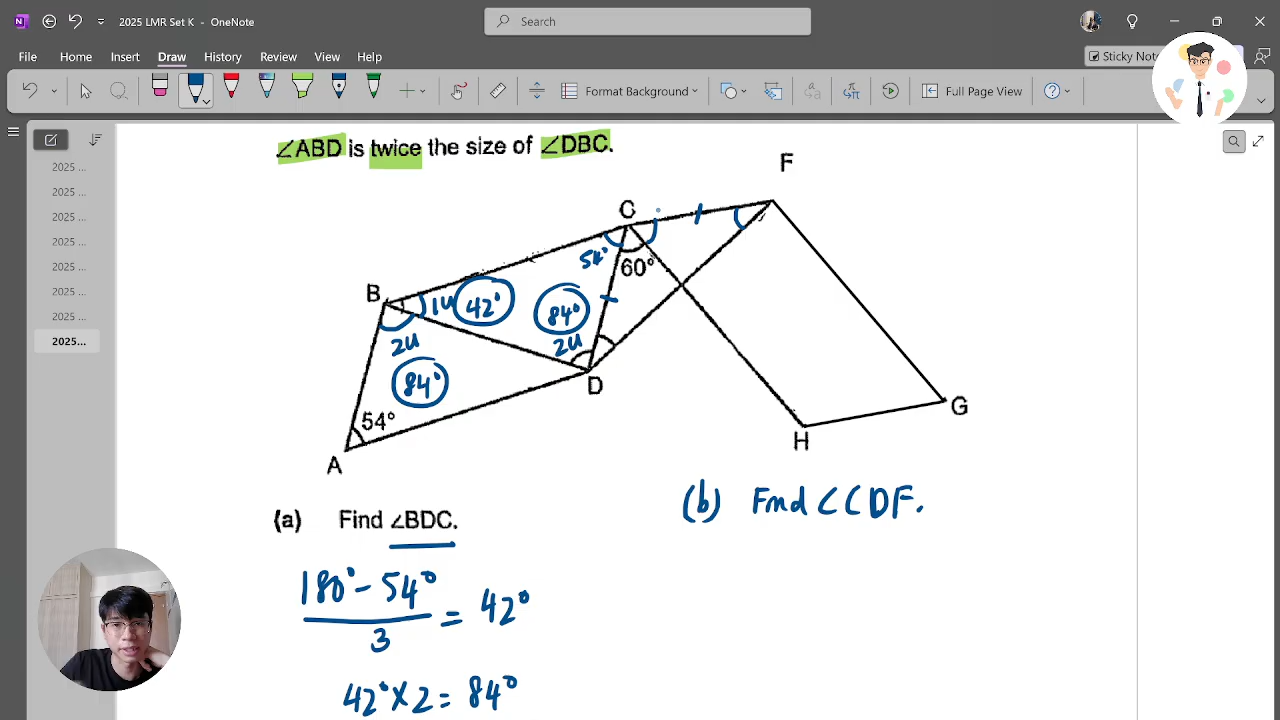 2025 LMR Set K - OneNote
Search
File Home Insert Draw History Review View Help
Sticky Not
Format Background
Full Page View
2025 ...
2025 ...
2025 ...
2025 ...
2025 ...
2025 ...
2025 ...
2025...
∠ABD is twice the size of ∠DBC.
F
C
54°
60°
B
1u 42°
84°
2u
2u
84°
D
54°
A
G
H
(a) Find ∠BDC.
(b) Find ∠CDF.
180° - 54°
3
= 42°
42° × 2 = 84°